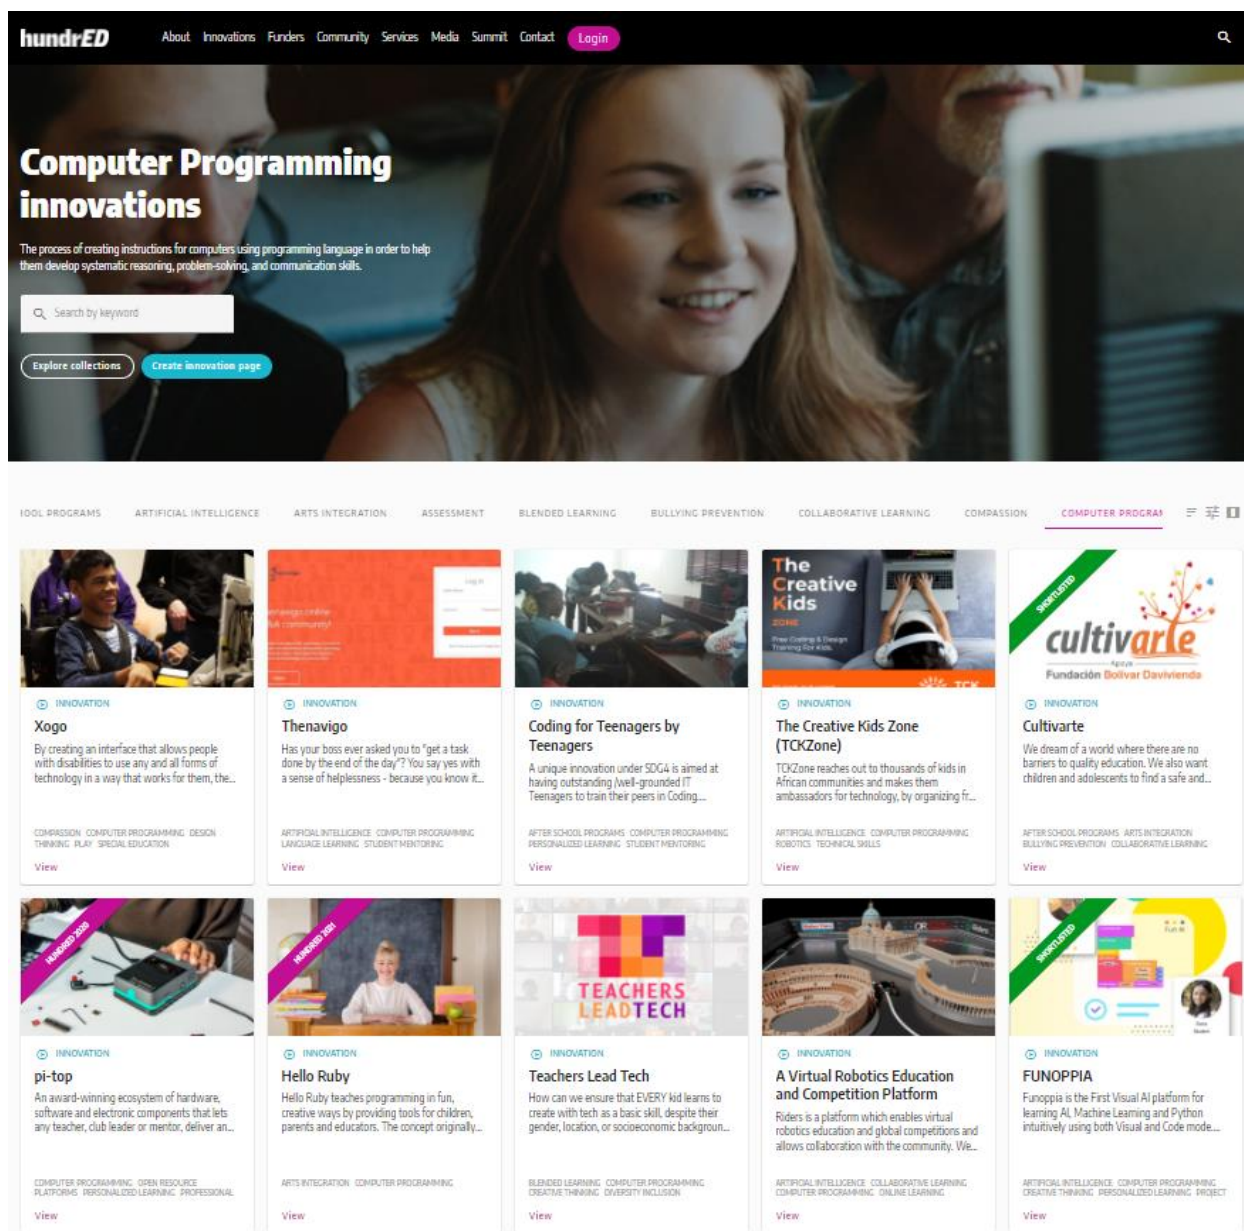 hundrED
About Innovations Funders Community Services Media Summit Contact Login
Computer Programming
innovations
The process of creating instructions for computers using programming language in order to help
them develop systematic reasoning, problem-solving, and communication skills.
Search by keyword
Explore collections Create innovation page
OOL PROGRAMS ARTIFICIAL INTELLIGENCE ARTS INTEGRATION ASSESSMENT BLENDED LEARNING BULLYING PREVENTION COLLABORATIVE LEARNING COMPASSION COMPUTER PROGRAM
INNOVATION
Xogo
By creating an interface that allows people
with disabilities to use any and all forms of
technology in a way that works for them, the...
COMPASSION COMPUTER PROGRAMMING DESIGN
THINKING PLAY SPECIAL EDUCATION
View
Log in
INNOVATION
Thenavigo
Has your boss ever asked you to "get a task
done by the end of the day"? You say yes with
a sense of helplessness - because you know it...
ARTIFICIAL INTELLIGENCE COMPUTER PROGRAMMING
LANGUAGE LEARNING STUDENT MENTORING
View
INNOVATION
Coding for Teenagers by
Teenagers
A unique innovation under SDG4 is aimed at
having outstanding /well-grounded IT
Teenagers to train their peers in Coding....
AFTER SCHOOL PROGRAMS COMPUTER PROGRAMMING
PERSONALIZED LEARNING STUDENT MENTORING
View
The
Creative
Kids
ZONE
Free Coding & Design
Training For Kids.
TCK
INNOVATION
The Creative Kids Zone
(TCKZone)
TCKZone reaches out to thousands of kids in
African communities and makes them
ambassadors for technology, by organizing fr...
ARTIFICIAL INTELLIGENCE COMPUTER PROGRAMMING
ROBOTICS TECHNICAL SKILLS
View
SHORTLISTED
cultivarte
Apoya
Fundación Bolívar Davivienda
INNOVATION
Cultivarte
We dream of a world where there are no
barriers to quality education. We also want
children and adolescents to find a safe and...
AFTER SCHOOL PROGRAMS ARTS INTEGRATION
BULLYING PREVENTION COLLABORATIVE LEARNING
View
HUNDRED 2020
INNOVATION
pi-top
An award-winning ecosystem of hardware,
software and electronic components that lets
any teacher, club leader or mentor, deliver an...
COMPUTER PROGRAMMING OPEN RESOURCE
PLATFORMS PERSONALIZED LEARNING PROFESSIONAL
View
HUNDRED 2021
INNOVATION
Hello Ruby
Hello Ruby teaches programming in fun,
creative ways by providing tools for children,
parents and educators. The concept originally...
ARTS INTEGRATION COMPUTER PROGRAMMING
View
TEACHERS
LEADTECH
INNOVATION
Teachers Lead Tech
How can we ensure that EVERY kid learns to
create with tech as a basic skill, despite their
gender, location, or socioeconomic backgroun...
BLENDED LEARNING COMPUTER PROGRAMMING
CREATIVE THINKING DIVERSITY INCLUSION
View
INNOVATION
A Virtual Robotics Education
and Competition Platform
Riders is a platform which enables virtual
robotics education and global competitions and
allows collaboration with the community. We...
ARTIFICIAL INTELLIGENCE COLLABORATIVE LEARNING
COMPUTER PROGRAMMING ONLINE LEARNING
View
SHORTLISTED
INNOVATION
FUNOPPIA
Funoppia is the First Visual AI platform for
learning AI, Machine Learning and Python
intuitively using both Visual and Code mode....
ARTIFICIAL INTELLIGENCE COMPUTER PROGRAMMING
CREATIVE THINKING PERSONALIZED LEARNING PROJECT
View